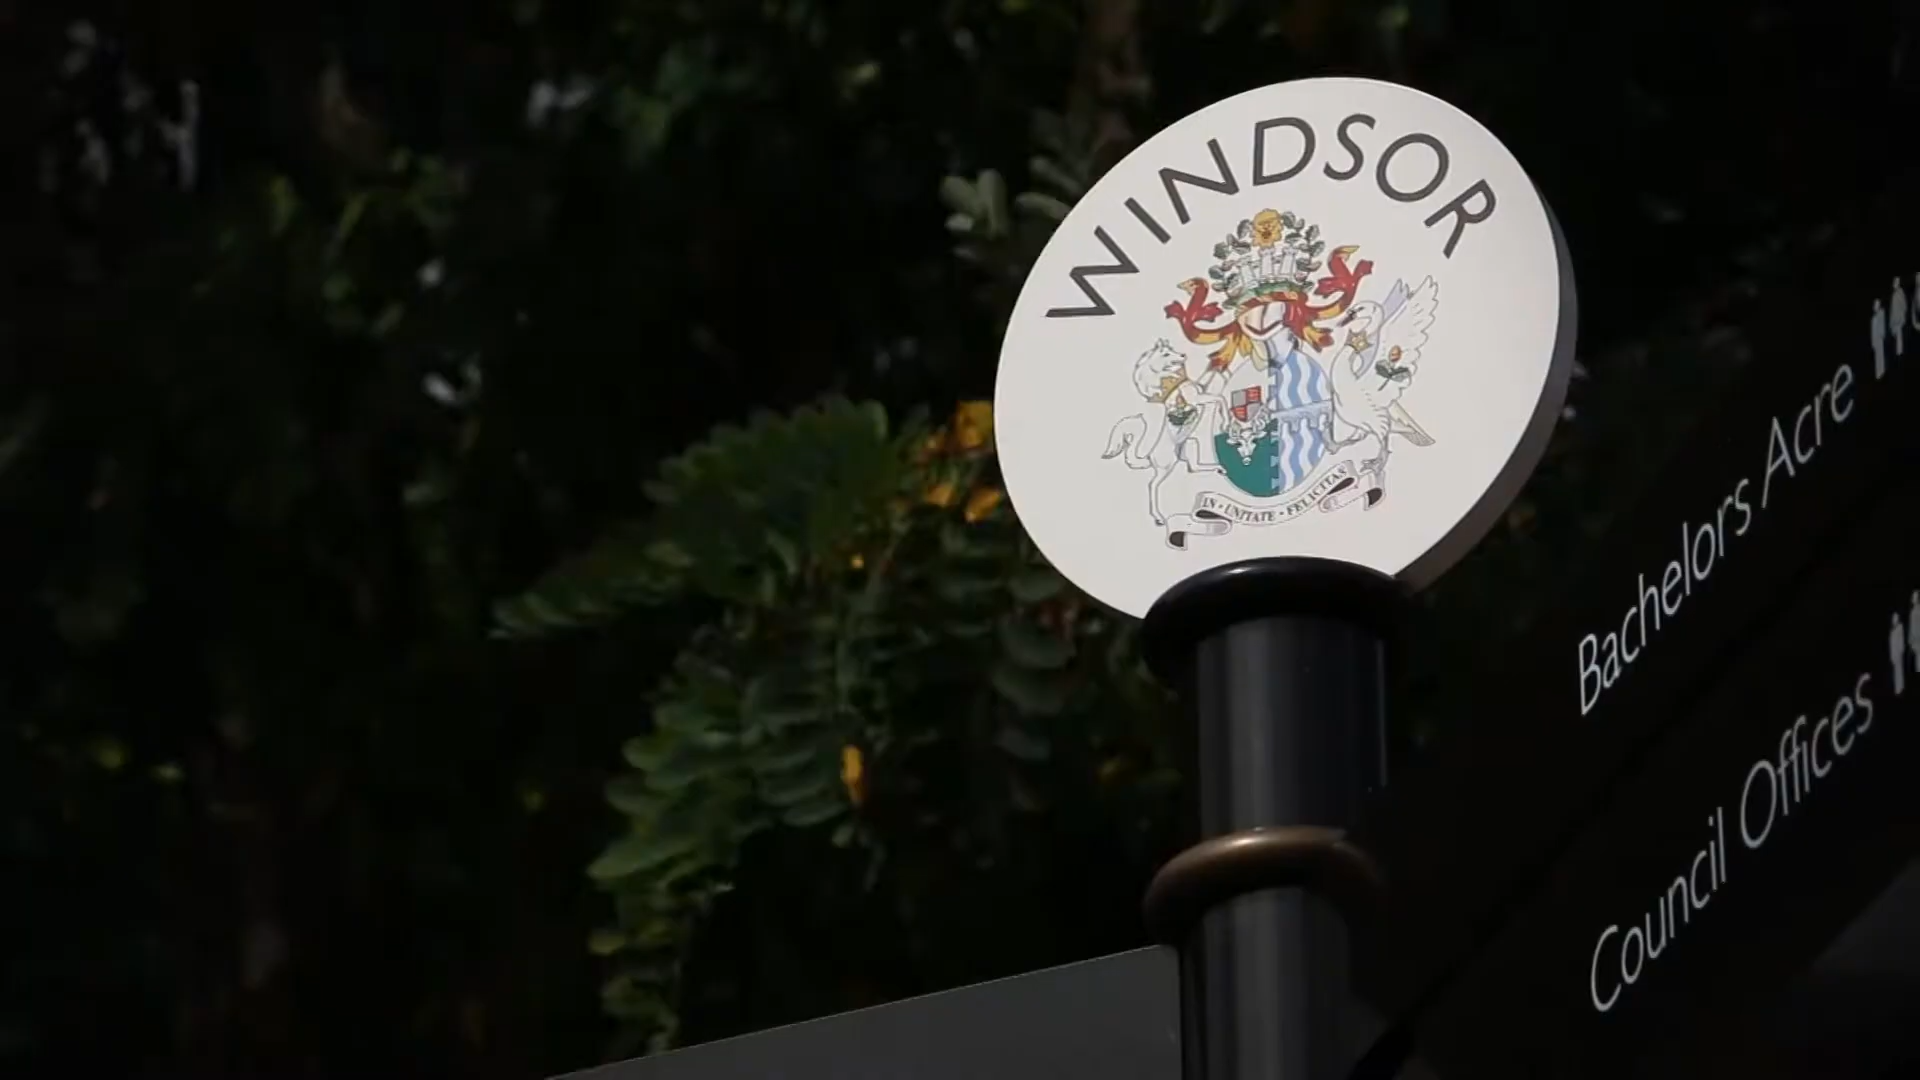 WINDSOR
IN · UNITATE · FELICITAS
Bachelors Acre
Council Offices